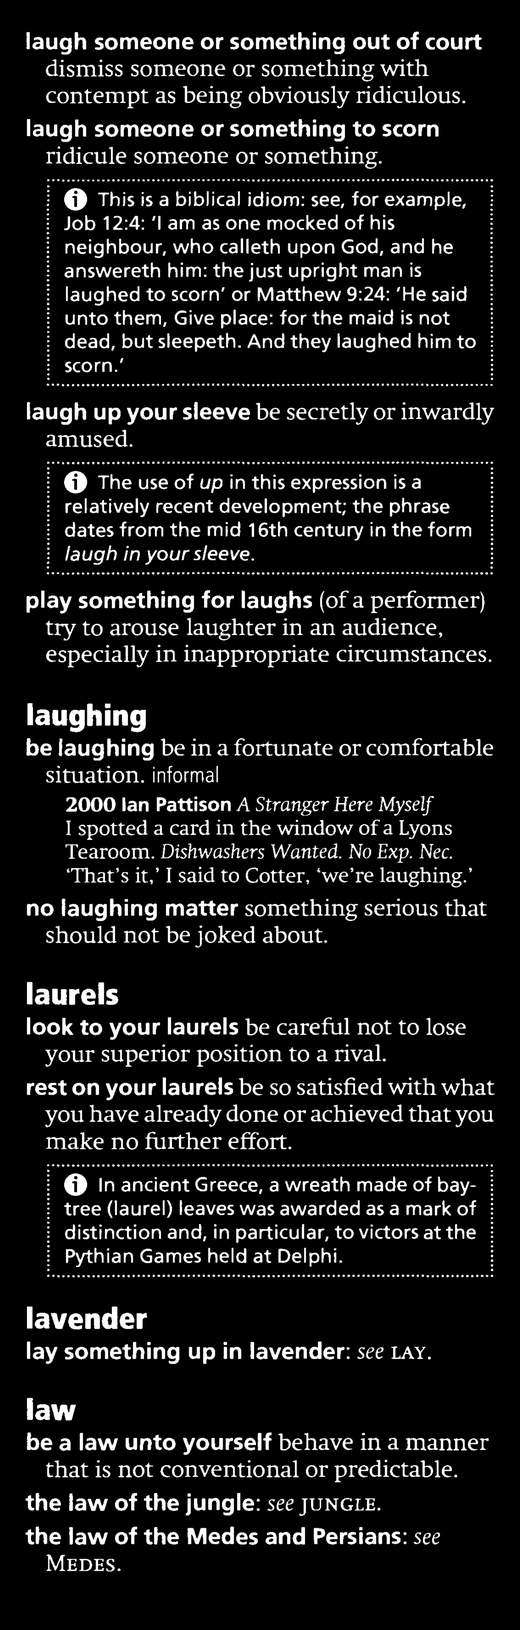 laugh someone or something out of court
dismiss someone or something with
contempt as being obviously ridiculous.
laugh someone or something to scorn
ridicule someone or something.
ⓘ This is a biblical idiom: see, for example,
Job 12:4: ‘I am as one mocked of his
neighbour, who calleth upon God, and he
answereth him: the just upright man is
laughed to scorn’ or Matthew 9:24: ‘He said
unto them, Give place: for the maid is not
dead, but sleepeth. And they laughed him to
scorn.’
laugh up your sleeve be secretly or inwardly
amused.
ⓘ The use of up in this expression is a
relatively recent development; the phrase
dates from the mid 16th century in the form
laugh in your sleeve.
play something for laughs (of a performer)
try to arouse laughter in an audience,
especially in inappropriate circumstances.
laughing
be laughing be in a fortunate or comfortable
situation. informal
2000 Ian Pattison A Stranger Here Myself
I spotted a card in the window of a Lyons
Tearoom. Dishwashers Wanted. No Exp. Nec.
‘That’s it,’ I said to Cotter, ‘we’re laughing.’
no laughing matter something serious that
should not be joked about.
laurels
look to your laurels be careful not to lose
your superior position to a rival.
rest on your laurels be so satisfied with what
you have already done or achieved that you
make no further effort.
ⓘ In ancient Greece, a wreath made of bay-
tree (laurel) leaves was awarded as a mark of
distinction and, in particular, to victors at the
Pythian Games held at Delphi.
lavender
lay something up in lavender: see LAY.
law
be a law unto yourself behave in a manner
that is not conventional or predictable.
the law of the jungle: see JUNGLE.
the law of the Medes and Persians: see
MEDES.